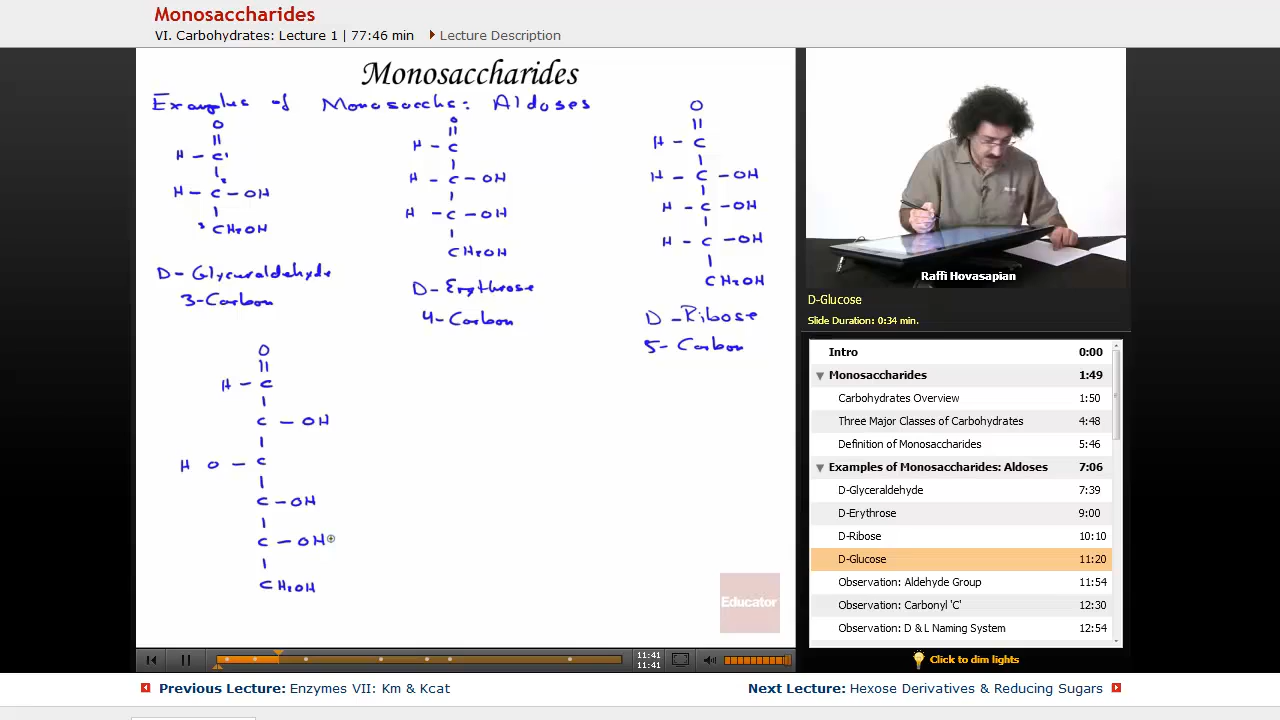 Monosaccharides
VI. Carbohydrates: Lecture 1 | 77:46 min
Lecture Description
Monosaccharides
Examples of Monosacchs: Aldoses
O
H - C 1
H - C 2 - OH
3 CH2OH
D-Glyceraldehyde
3-Carbon
O
H - C
H - C - OH
H - C - OH
CH2OH
D-Erythrose
4-Carbon
O
H - C
H - C - OH
H - C - OH
H - C - OH
CH2OH
D-Ribose
5-Carbon
O
H - C
C - OH
H O - C
C - OH
C - OH
CH2OH
Educator
Raffi Hovasapian
D-Glucose
Slide Duration: 0:34 min.
Intro 0:00
Monosaccharides 1:49
Carbohydrates Overview 1:50
Three Major Classes of Carbohydrates 4:48
Definition of Monosaccharides 5:46
Examples of Monosaccharides: Aldoses 7:06
D-Glyceraldehyde 7:39
D-Erythrose 9:00
D-Ribose 10:10
D-Glucose 11:20
Observation: Aldehyde Group 11:54
Observation: Carbonyl 'C' 12:30
Observation: D & L Naming System 12:54
11:41
11:41
Click to dim lights
Previous Lecture: Enzymes VII: Km & Kcat
Next Lecture: Hexose Derivatives & Reducing Sugars